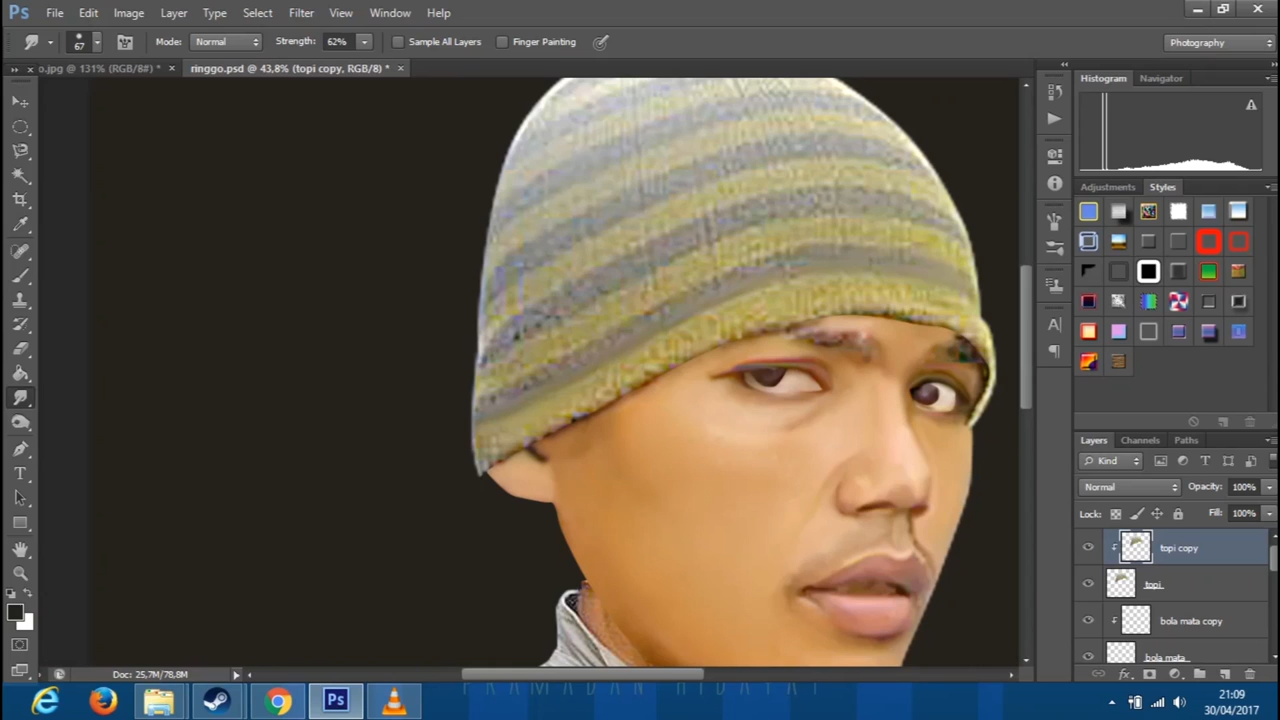 Ps File Edit Image Layer Type Select Filter 3D View Window Help
67 Mode: Normal Strength: 62% Sample All Layers Finger Painting Photography
o.jpg @ 131% (RGB/8#) * × ringgo.psd @ 43,8% (topi copy, RGB/8) * ×
Histogram Navigator
Adjustments Styles
Layers Channels Paths
Kind
Normal Opacity: 100%
Lock: Fill: 100%
topi copy
topi
bola mata copy
bola mata
Doc: 25,7M/78,8M
Ps
21:09
30/04/2017